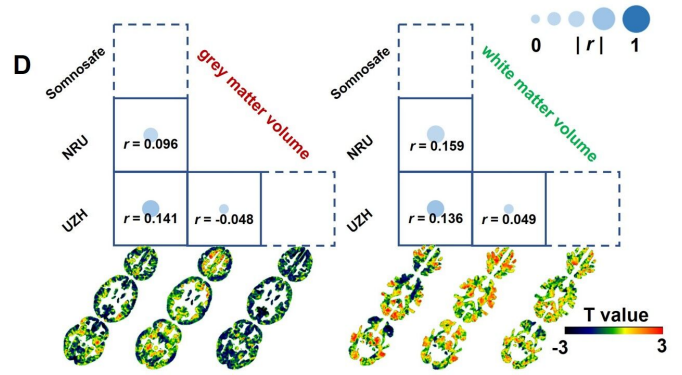 D
Somnosafe
NRU
UZH
grey matter volume
r = 0.096
r = 0.141
r = -0.048
Somnosafe
NRU
UZH
white matter volume
r = 0.159
r = 0.136
r = 0.049
0 | r | 1
T value
-3 3